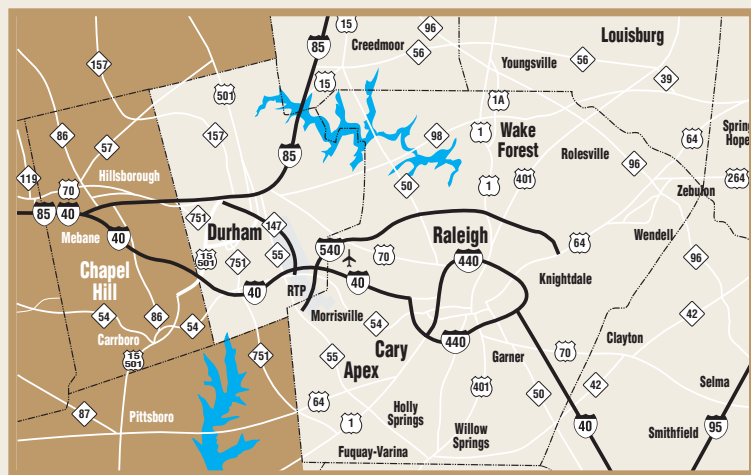 15
96
Louisburg
85
Creedmoor
56
Youngsville
56
157
15
39
501
1A
86
157
98
1
Wake
Forest
Spring
Hope
64
57
85
Rolesville
96
119
Hillsborough
70
50
1
401
264
Zebulon
85
40
751
147
Mebane
40
Durham
540
Raleigh
Wendell
15
501
751
55
70
440
64
96
Chapel
Hill
40
RTP
40
Knightdale
54
86
54
Morrisville
54
42
Carrboro
440
Clayton
15
501
751
55
Cary
Apex
Garner
70
Selma
87
Pittsboro
64
401
50
42
1
Holly
Springs
Willow
Springs
40
95
Smithfield
Fuquay-Varina